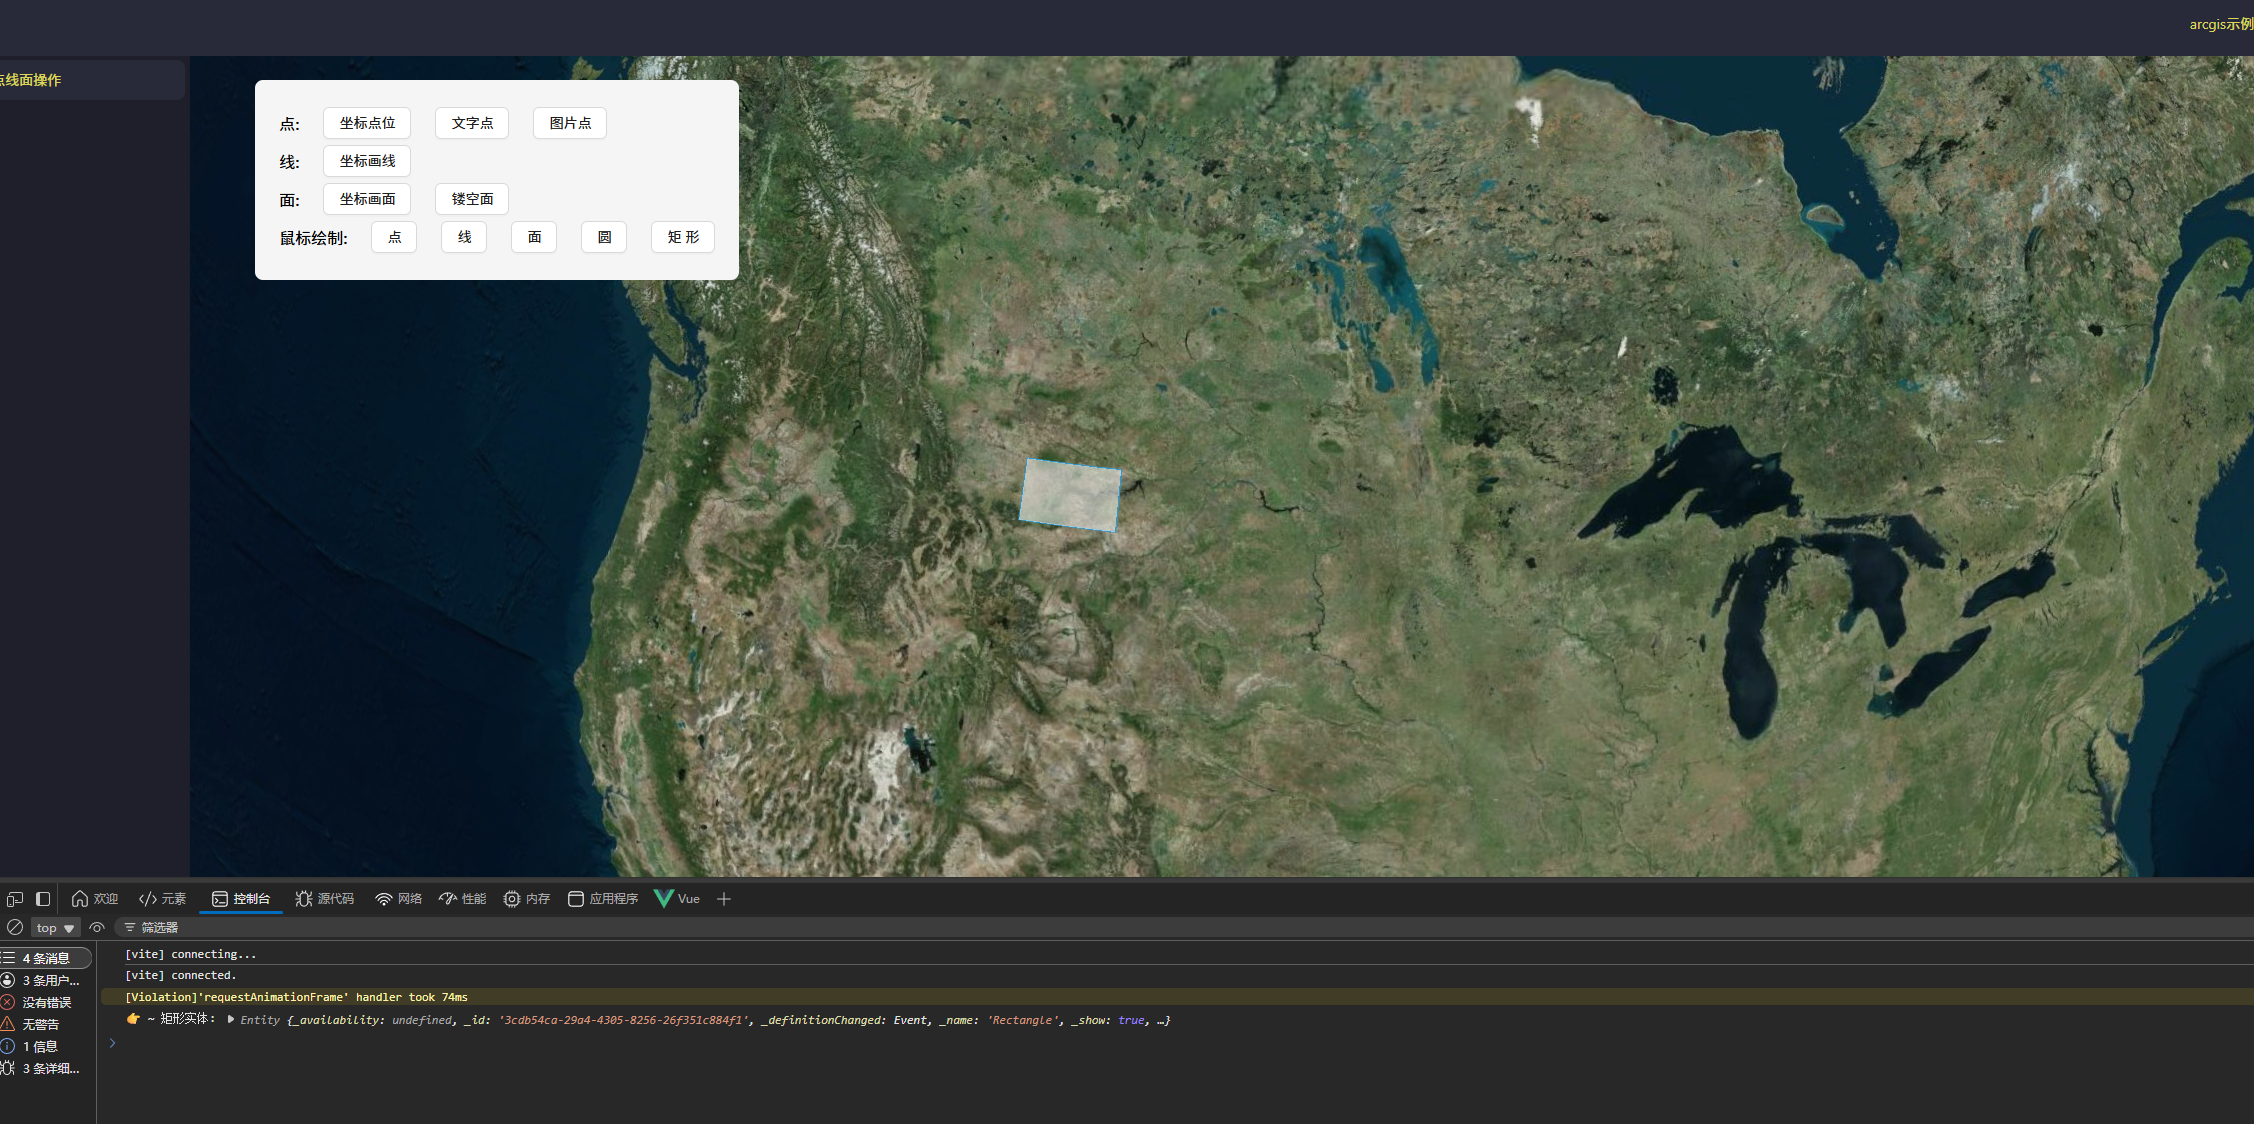 arcgis示例
点线面操作
点: 坐标点位 文字点 图片点
线: 坐标画线
面: 坐标画面 镂空面
鼠标绘制: 点 线 面 圆 矩 形
欢迎 元素 控制台 源代码 网络 性能 内存 应用程序 Vue
top 筛选器
4 条消息
3 条用户...
没有错误
无警告
1 信息
3 条详细...
[vite] connecting...
[vite] connected.
[Violation]'requestAnimationFrame' handler took 74ms
👉 ~ 矩形实体: ▶ Entity {_availability: undefined, _id: '3cdb54ca-29a4-4305-8256-26f351c884f1', _definitionChanged: Event, _name: 'Rectangle', _show: true, …}